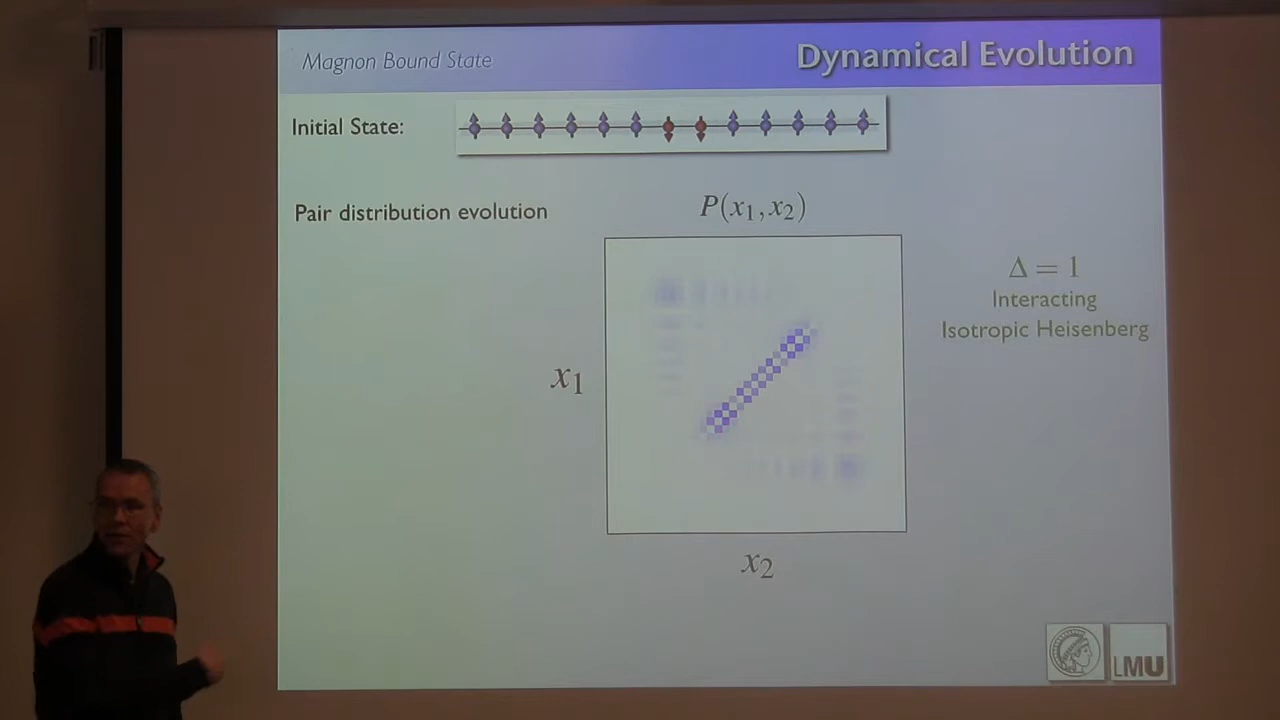 Magnon Bound State
Dynamical Evolution
Initial State:
Pair distribution evolution
P(x₁,x₂)
Δ = 1
Interacting
Isotropic Heisenberg
x₁
x₂
LMU